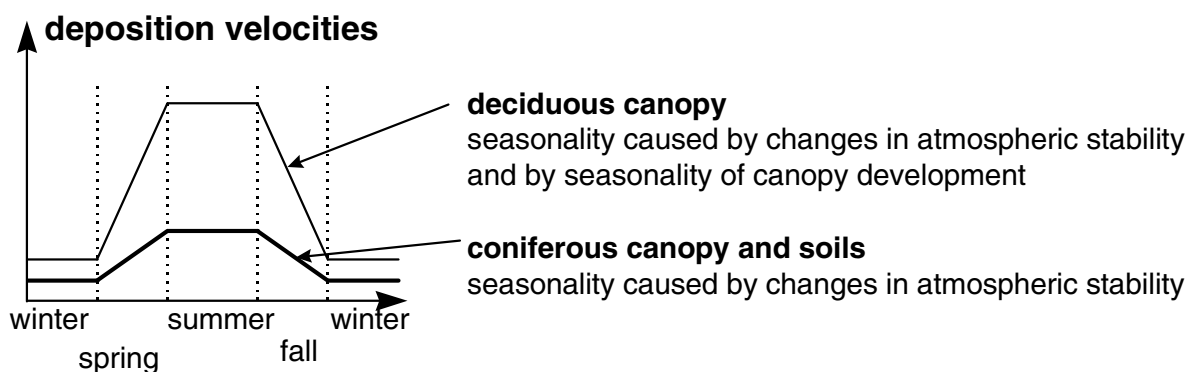 deposition velocities
deciduous canopy
seasonality caused by changes in atmospheric stability
and by seasonality of canopy development
coniferous canopy and soils
seasonality caused by changes in atmospheric stability
winter summer winter
spring fall